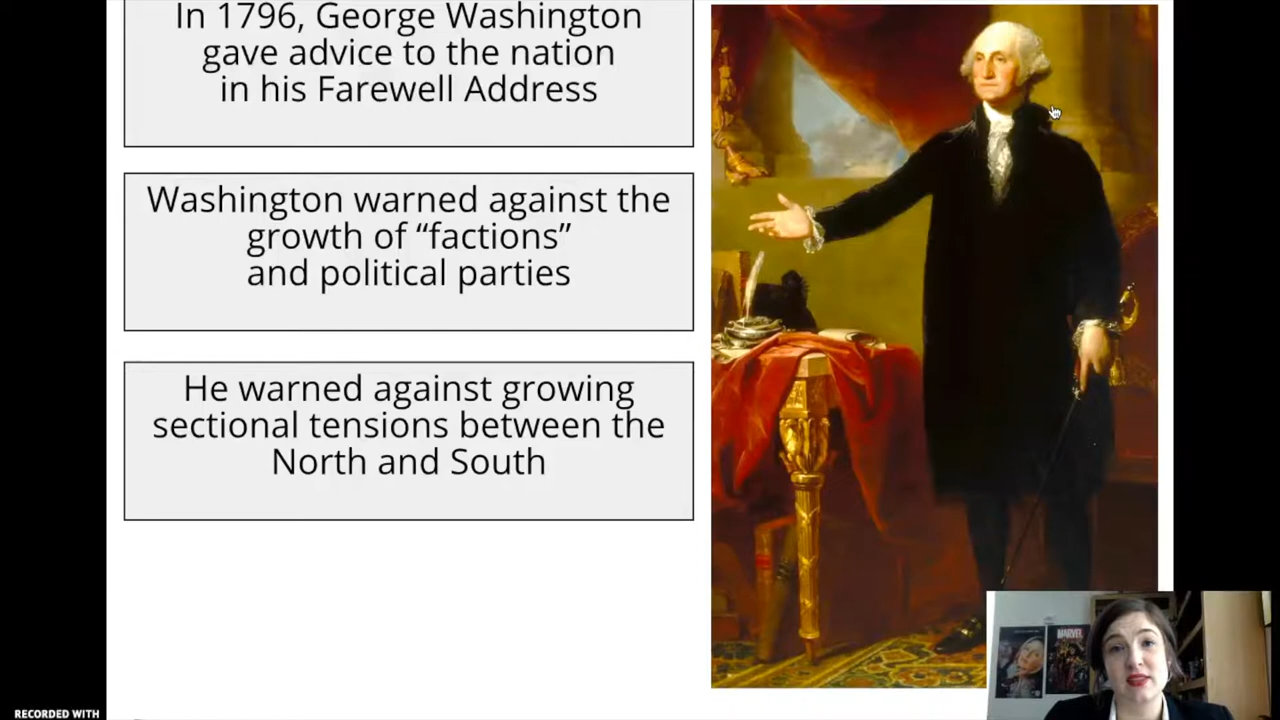 In 1796, George Washington
gave advice to the nation
in his Farewell Address
Washington warned against the
growth of “factions”
and political parties
He warned against growing
sectional tensions between the
North and South
MARVEL
RECORDED WITH